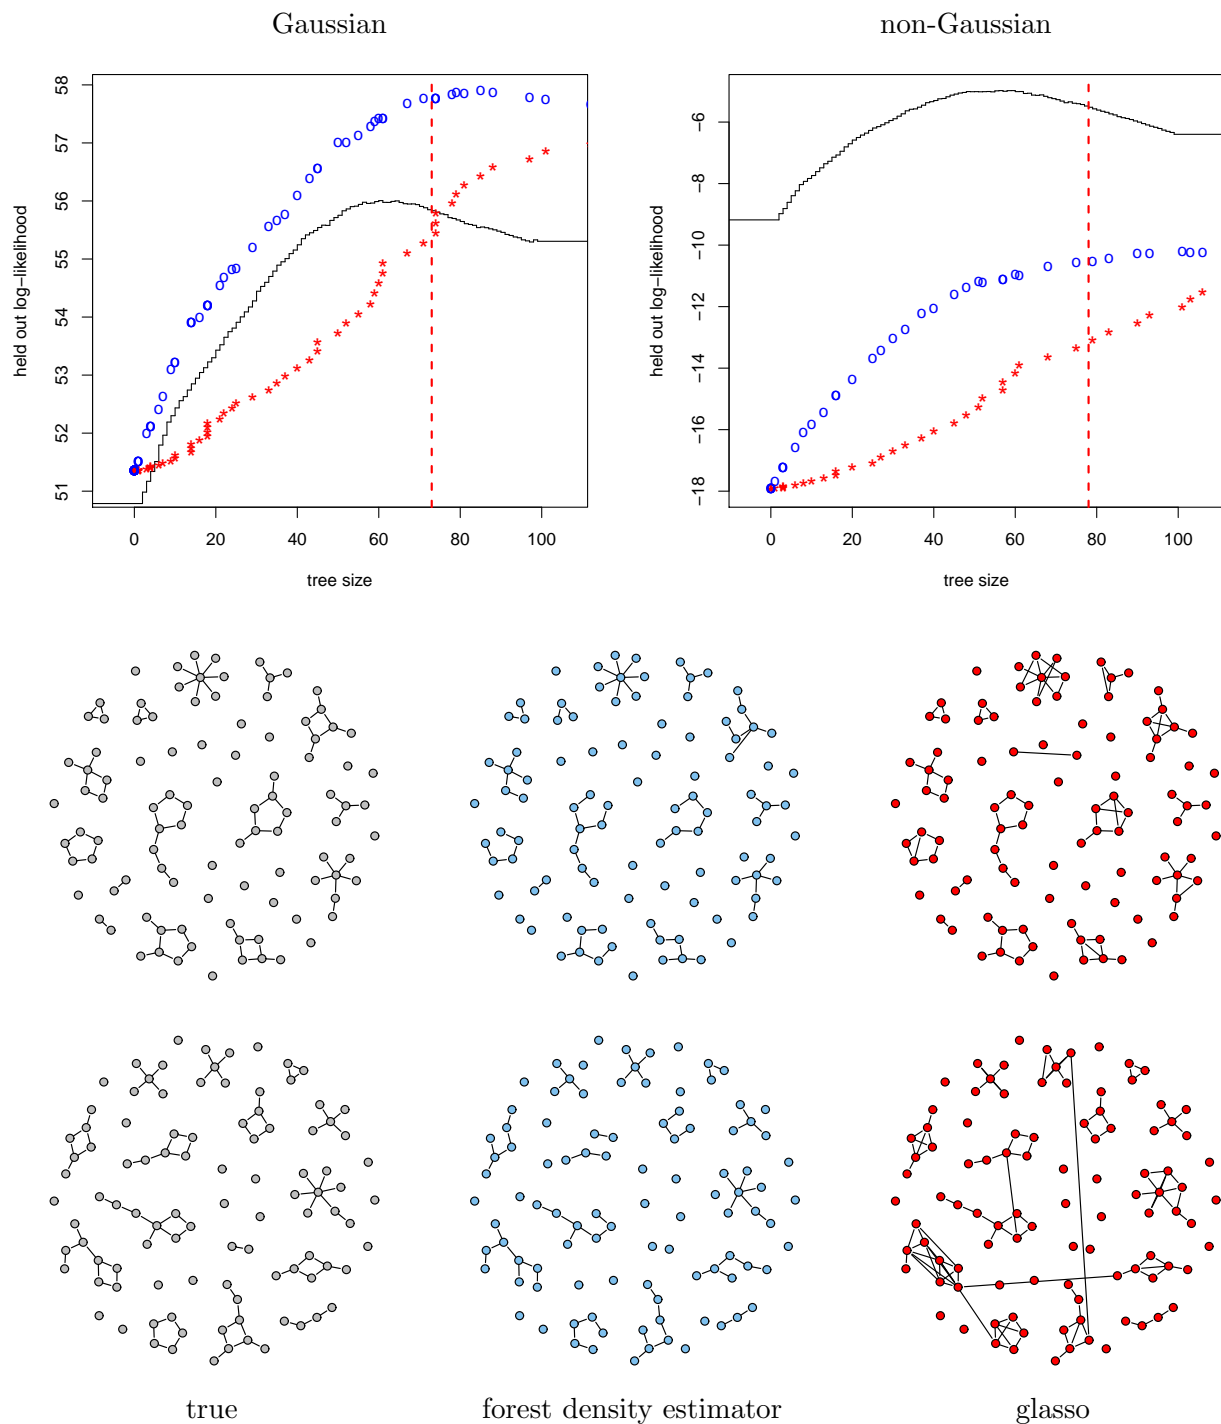 Gaussian
non-Gaussian
held out log−likelihood
58
57
56
55
54
53
52
51
0 20 40 60 80 100
tree size
held out log−likelihood
−6
−8
−10
−12
−14
−16
−18
0 20 40 60 80 100
tree size
true
forest density estimator
glasso